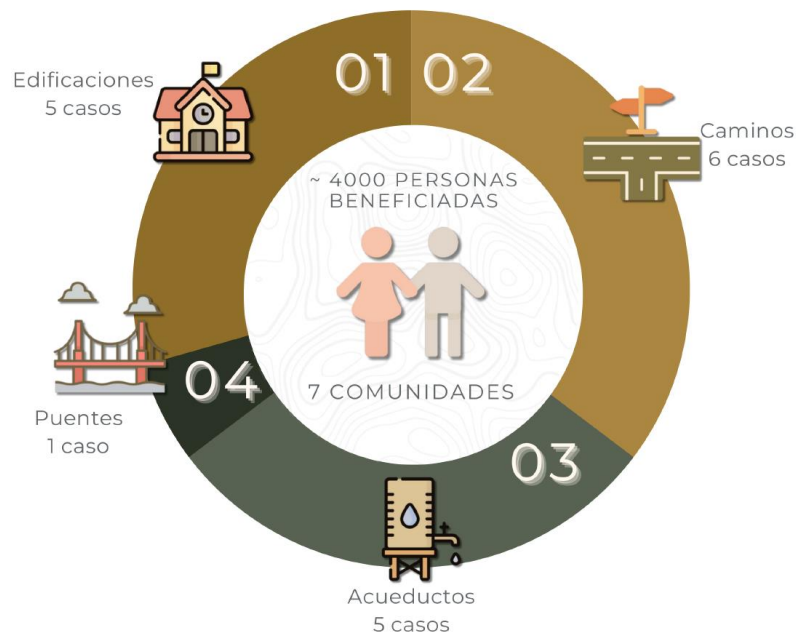 01
02
Edificaciones
5 casos
Caminos
6 casos
~ 4000 PERSONAS
BENEFICIADAS
04
7 COMUNIDADES
Puentes
1 caso
03
Acueductos
5 casos